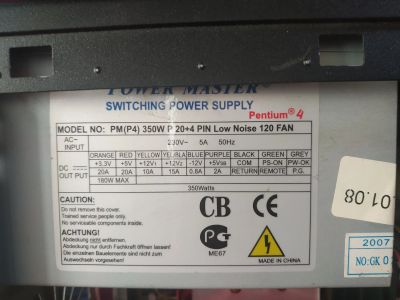 POWER MASTER
SWITCHING POWER SUPPLY
Pentium® 4
MODEL NO: PM(P4) 350W P 20+4 PIN Low Noise 120 FAN
AC~ INPUT 230V~ 5A 50Hz
ORANGE RED YELLOW YEL/BLA BLUE PURPLE BLACK GREEN GREY
DC OUT PUT +3.3V +5V +12V1 +12V2 -12V +5VSB COM PS-ON PW-OK
20A 20A 10A 15A 0.8A 2A RETURN REMOTE P.G.
180W MAX
350Watts
CAUTION:
Do not remove this cover.
Trained service people only.
No serviceable components inside.
ACHTUNG!
Abdeckung nicht entfernen.
Abdeckung nur durch Fachkraft öffnen lassen!
Die einzeinen Bauelemente sind nicht zum
Auswechseln vorgesehen!
CB
ME67
MADE IN CHINA
.01.08
2007
NO:GK 0